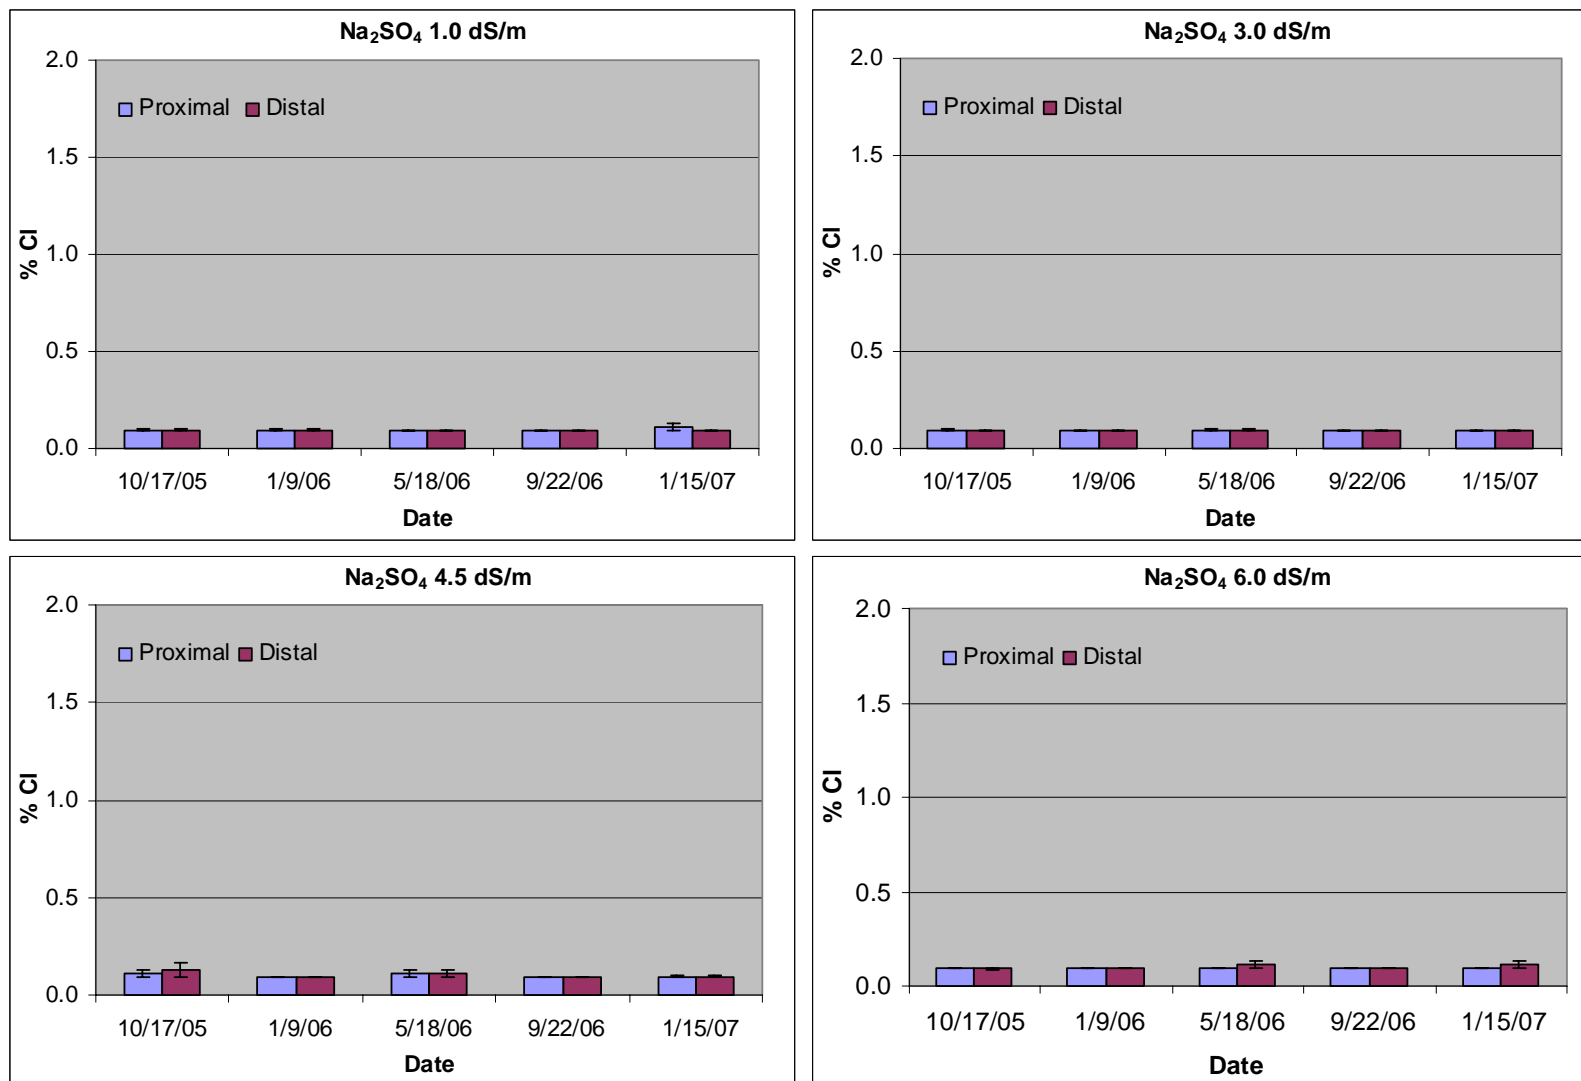 Na₂SO₄ 1.0 dS/m
2.0
Proximal Distal
1.5
% Cl
1.0
0.5
0.0
10/17/05 1/9/06 5/18/06 9/22/06 1/15/07
Date
Na₂SO₄ 3.0 dS/m
2.0
Proximal Distal
1.5
% Cl
1.0
0.5
0.0
10/17/05 1/9/06 5/18/06 9/22/06 1/15/07
Date
Na₂SO₄ 4.5 dS/m
2.0
Proximal Distal
1.5
% Cl
1.0
0.5
0.0
10/17/05 1/9/06 5/18/06 9/22/06 1/15/07
Date
Na₂SO₄ 6.0 dS/m
2.0
Proximal Distal
1.5
% Cl
1.0
0.5
0.0
10/17/05 1/9/06 5/18/06 9/22/06 1/15/07
Date